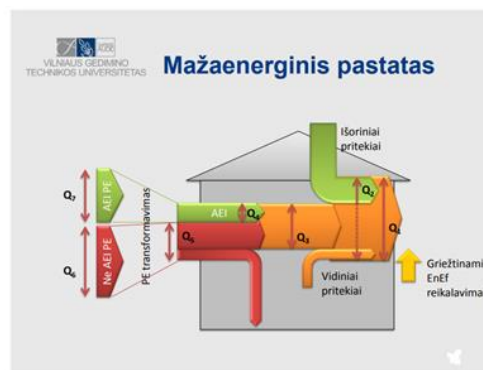 VILNIAUS GEDIMINO
TECHNIKOS UNIVERSITETAS
Mažaenerginis pastatas
Išoriniai
pritekiai
Q7
AEI PE
PE transformavimas
AEI
Q4
Q2
Q5
Q3
Q1
Q6
Ne AEI PE
Vidiniai
pritekiai
Griežtinami
EnEf
reikalavimai